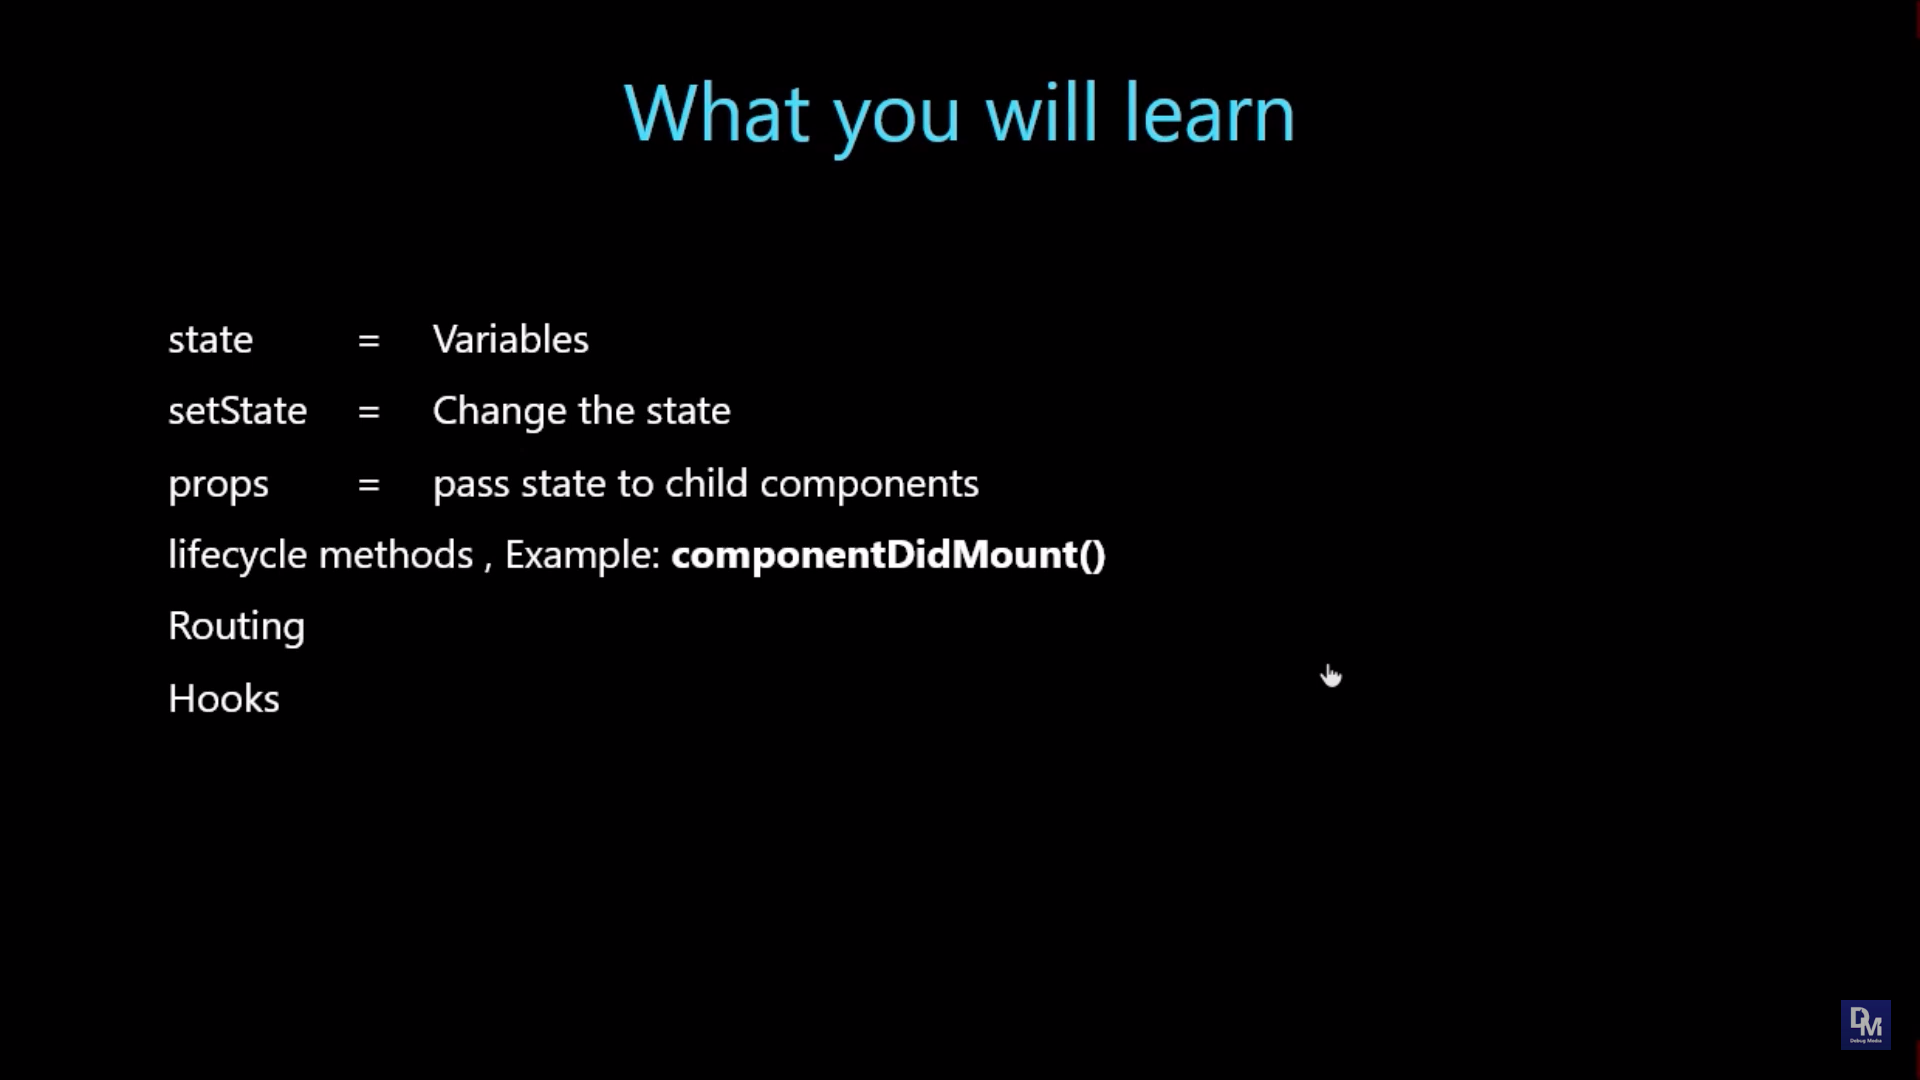 What you will learn
state = Variables
setState = Change the state
props = pass state to child components
lifecycle methods , Example: componentDidMount()
Routing
Hooks
DM
Debug Media